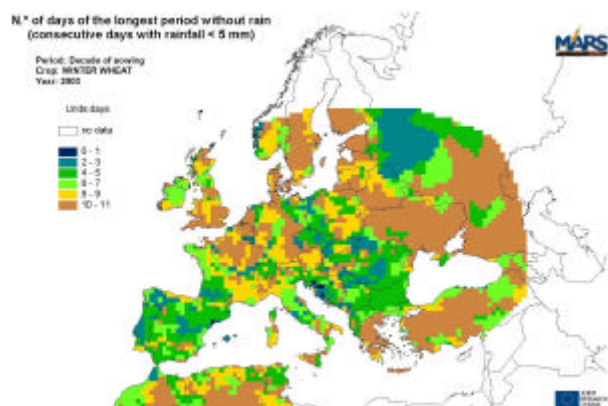 N.° of days of the longest period without rain
(consecutive days with rainfall < 5 mm)
MARS
Period: Decade of sowing
Crop: WINTER WHEAT
Year: 2003
Units days
no data
0 - 1
2 - 3
4 - 5
6 - 7
8 - 9
10 - 11